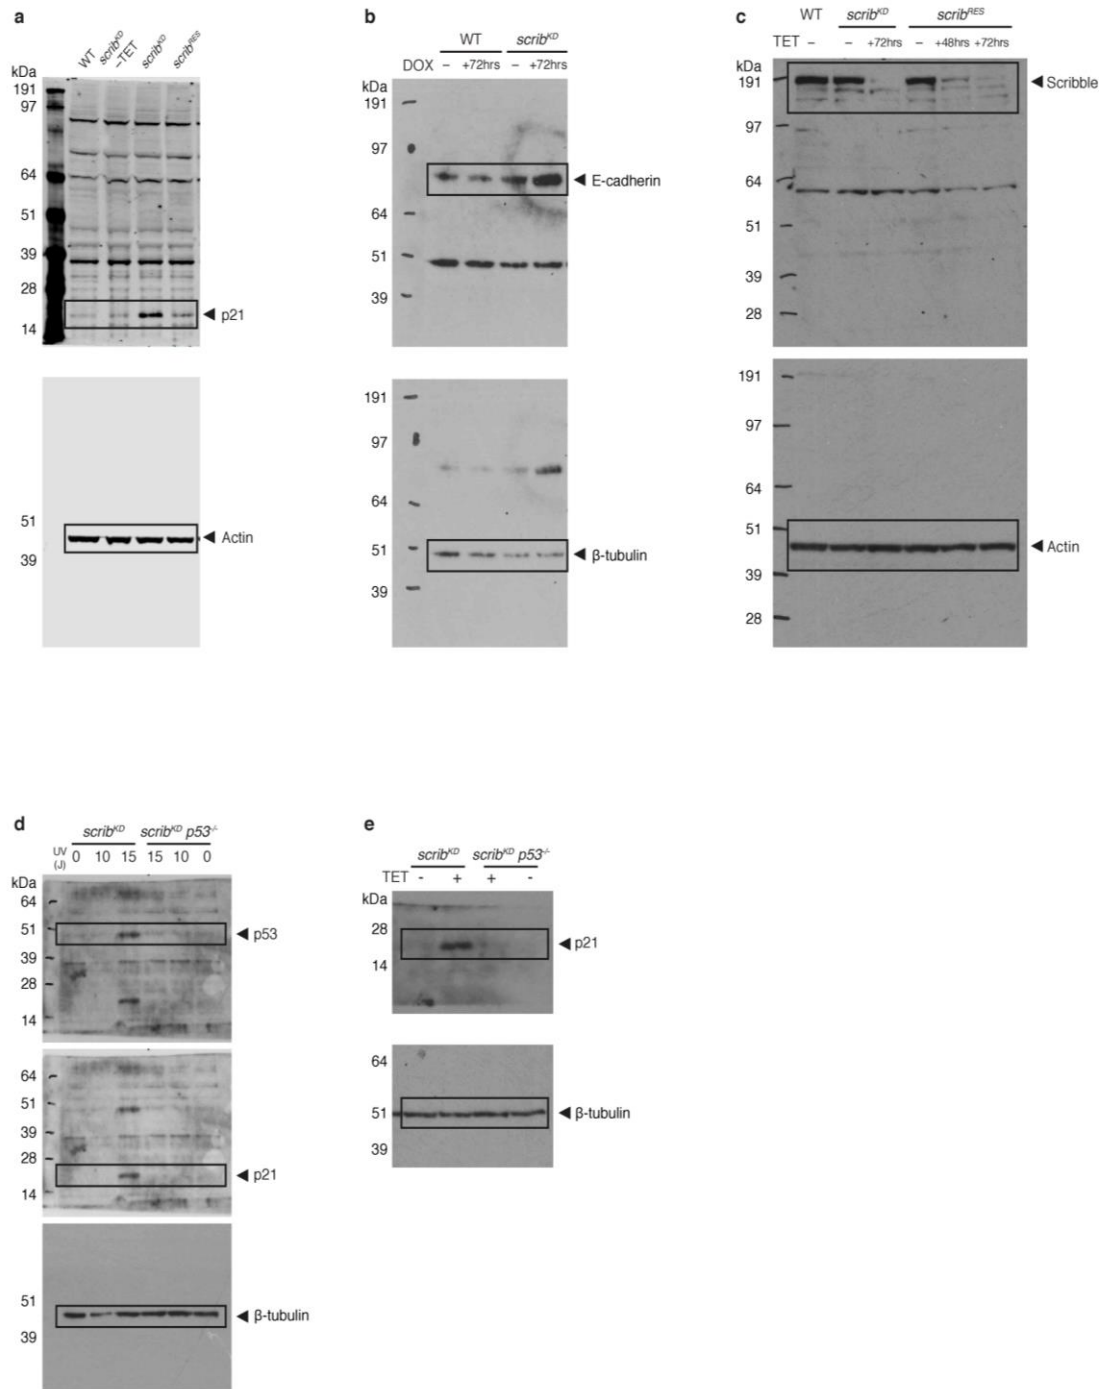 a
WT
scribKD
–TET
scribKD
scribRES
kDa
191
97
64
51
39
28
14
p21
51
39
Actin
b
WT scribKD
DOX – +72hrs – +72hrs
kDa
191
97
64
51
39
E-cadherin
191
97
64
51
39
β-tubulin
c
WT scribKD scribRES
TET – – +72hrs – +48hrs +72hrs
kDa
191
97
64
51
39
28
Scribble
191
97
64
51
39
28
Actin
d
scribKD scribKD p53-/-
UV
(J) 0 10 15 15 10 0
kDa
64
51
39
28
14
p53
64
51
39
28
14
p21
51
39
β-tubulin
e
scribKD scribKD p53-/-
TET - + + -
kDa
28
14
p21
64
51
39
β-tubulin